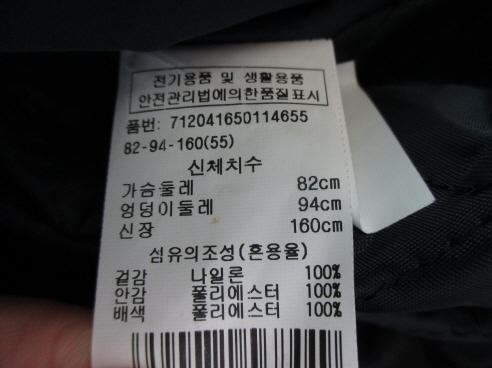 전기용품 및 생활용품
안전관리법에의한품질표시
품번: 712041650114655
82-94-160(55)
신체치수
가슴둘레 82cm
엉덩이둘레 94cm
신장 160cm
섬유의조성(혼용율)
겉감 나일론 100%
안감 폴리에스터 100%
배색 폴리에스터 100%